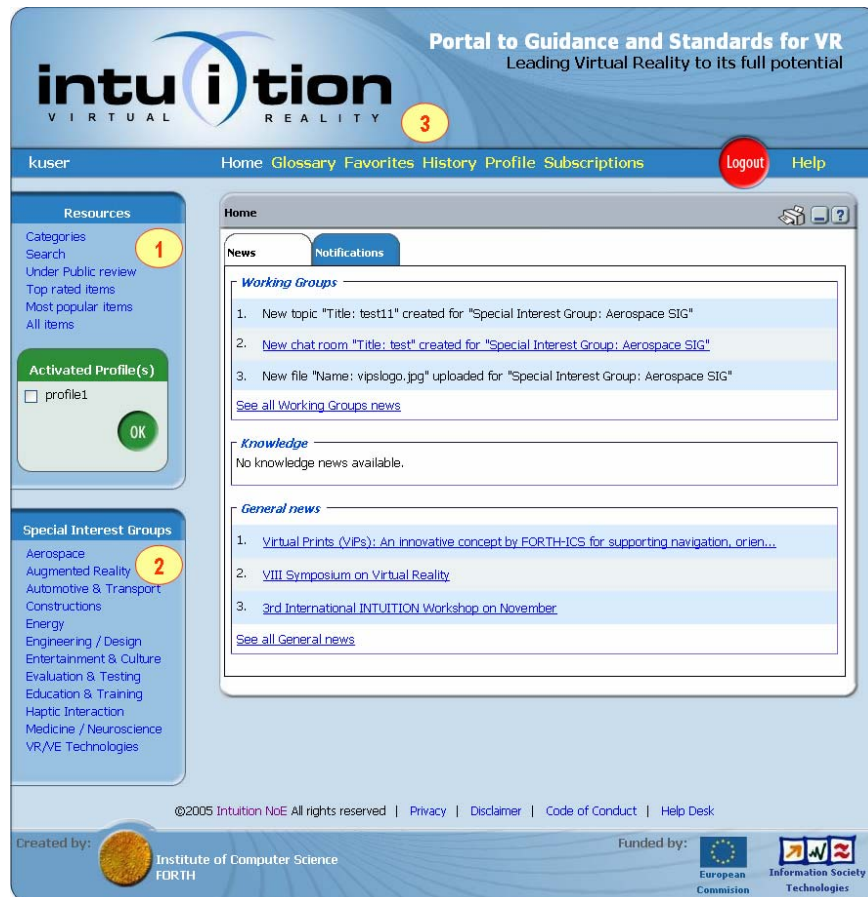 Portal to Guidance and Standards for VR
Leading Virtual Reality to its full potential
intuition
VIRTUAL REALITY
3
kuser
Home Glossary Favorites History Profile Subscriptions
Logout
Help
Resources
Categories
Search
Under Public review
Top rated items
Most popular items
All items
1
Activated Profile(s)
profile1
OK
Special Interest Groups
Aerospace
Augmented Reality
Automotive & Transport
Constructions
Energy
Engineering / Design
Entertainment & Culture
Evaluation & Testing
Education & Training
Haptic Interaction
Medicine / Neuroscience
VR/VE Technologies
2
Home
?
News
Notifications
Working Groups
1. New topic "Title: test11" created for "Special Interest Group: Aerospace SIG"
2. New chat room "Title: test" created for "Special Interest Group: Aerospace SIG"
3. New file "Name: vipslogo.jpg" uploaded for "Special Interest Group: Aerospace SIG"
See all Working Groups news
Knowledge
No knowledge news available.
General news
1. Virtual Prints (ViPs): An innovative concept by FORTH-ICS for supporting navigation, orien...
2. VIII Symposium on Virtual Reality
3. 3rd International INTUITION Workshop on November
See all General news
©2005 Intuition NoE All rights reserved | Privacy | Disclaimer | Code of Conduct | Help Desk
Created by:
Institute of Computer Science
FORTH
Funded by:
European
Commision
Information Society
Technologies